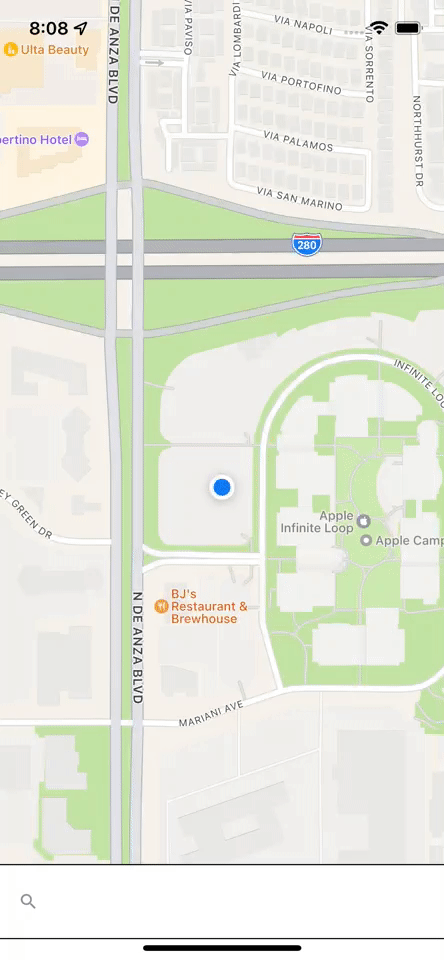 8:08
DE ANZA BLVD
VIA PAVISO
VIA LOMBARDI
VIA NAPOLI
VIA SORRENTO
Ulta Beauty
VIA PORTOFINO
NORTHHURST DR
pertino Hotel
VIA PALAMOS
VIA SAN MARINO
280
INFINITE LOO
EY GREEN DR
Apple
Infinite Loop
Apple Camp
BJ's
Restaurant &
Brewhouse
N DE ANZA BLVD
MARIANI AVE